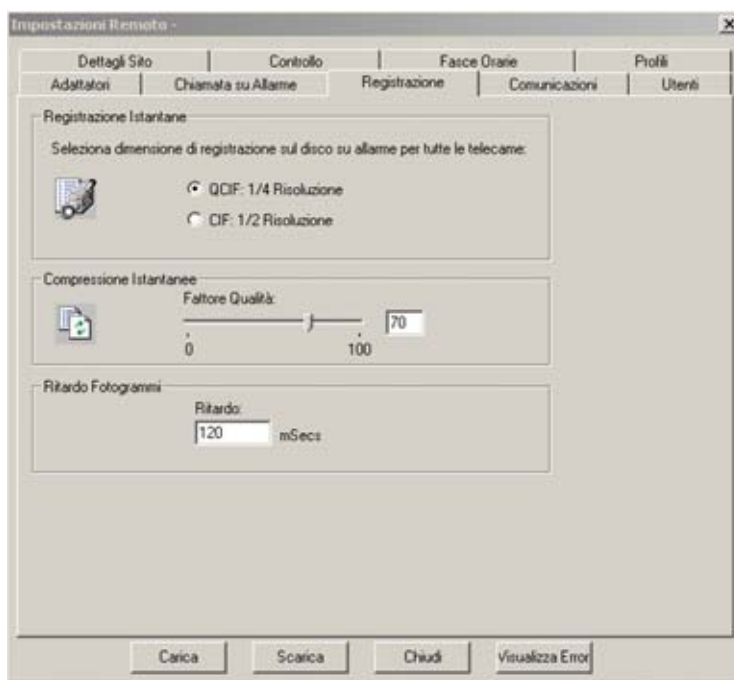 Impostazioni Remoto -
Dettagli Sito Controllo Fasce Orarie Profili
Adattatori Chiamata su Allarme Registrazione Comunicazioni Utenti
Registrazione Istantane
Seleziona dimensione di registrazione sul disco su allarme per tutte le telecame:
QCIF: 1/4 Risoluzione
CIF: 1/2 Risoluzione
Compressione Istantanee
Fattore Qualità:
70
0 100
Ritardo Fotogrammi
Ritardo:
120 mSecs
Carica Scarica Chiudi Visualizza Error